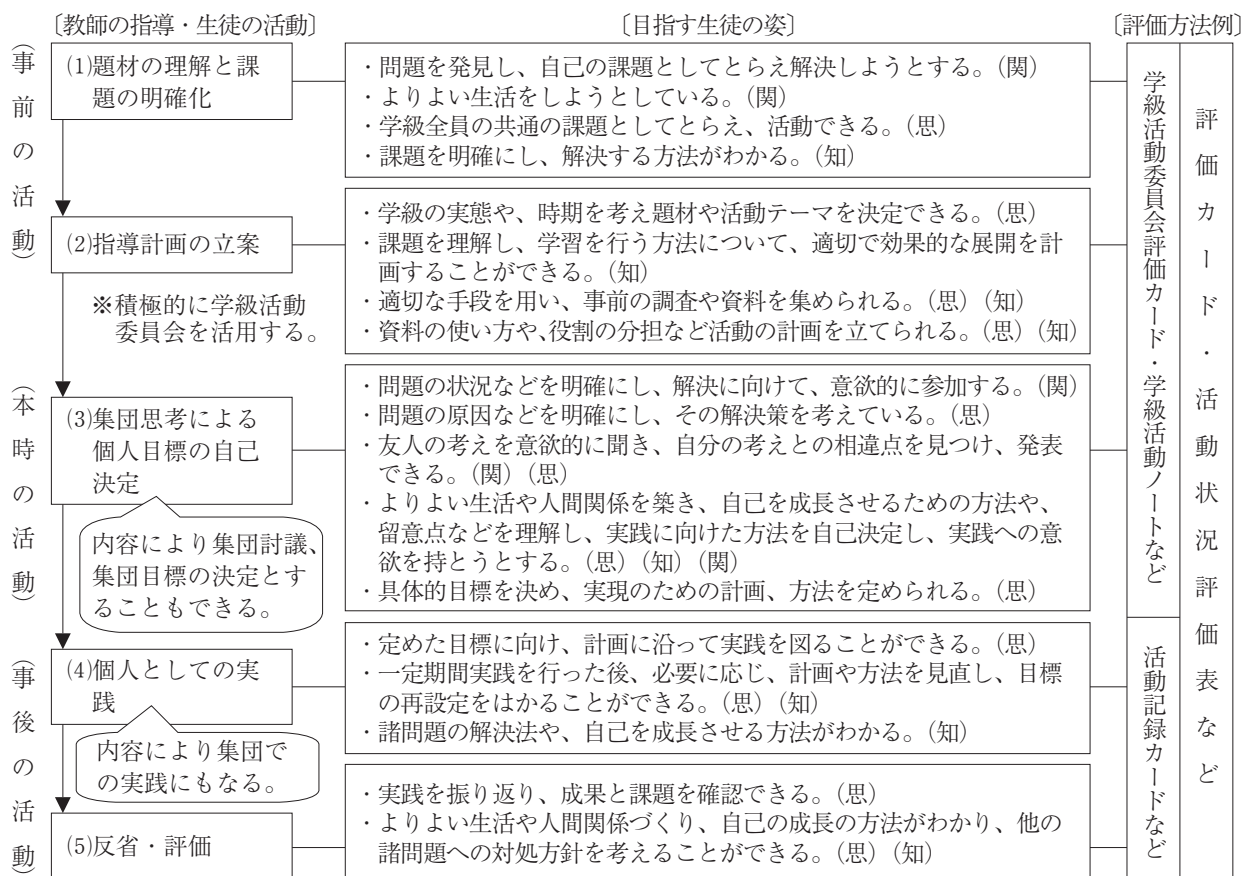 〔教師の指導・生徒の活動〕
〔目指す生徒の姿〕
〔評価方法例〕
(事前の活動)
(1)題材の理解と課
題の明確化
・問題を発見し、自己の課題としてとらえ解決しようとする。(関)
・よりよい生活をしようとしている。(関)
・学級全員の共通の課題としてとらえ、活動できる。(思)
・課題を明確にし、解決する方法がわかる。(知)
(2)指導計画の立案
※積極的に学級活動
委員会を活用する。
・学級の実態や、時期を考え題材や活動テーマを決定できる。(思)
・課題を理解し、学習を行う方法について、適切で効果的な展開を計
画することができる。(知)
・適切な手段を用い、事前の調査や資料を集められる。(思)(知)
・資料の使い方や、役割の分担など活動の計画を立てられる。(思)(知)
(本時の活動)
(3)集団思考による
個人目標の自己
決定
内容により集団討議、
集団目標の決定とす
ることもできる。
・問題の状況などを明確にし、解決に向けて、意欲的に参加する。(関)
・問題の原因などを明確にし、その解決策を考えている。(思)
・友人の考えを意欲的に聞き、自分の考えとの相違点を見つけ、発表
できる。(関)(思)
・よりよい生活や人間関係を築き、自己を成長させるための方法や、
留意点などを理解し、実践に向けた方法を自己決定し、実践への意
欲を持とうとする。(思)(知)(関)
・具体的目標を決め、実現のための計画、方法を定められる。(思)
(事後の活動)
(4)個人としての実
践
内容により集団で
の実践にもなる。
・定めた目標に向け、計画に沿って実践を図ることができる。(思)
・一定期間実践を行った後、必要に応じ、計画や方法を見直し、目標
の再設定をはかることができる。(思)(知)
・諸問題の解決法や、自己を成長させる方法がわかる。(知)
(5)反省・評価
・実践を振り返り、成果と課題を確認できる。(思)
・よりよい生活や人間関係づくり、自己の成長の方法がわかり、他の
諸問題への対処方針を考えることができる。(思)(知)
学級活動委員会評価カード・学級活動ノートなど
活動記録カードなど
評価カード・活動状況評価表など